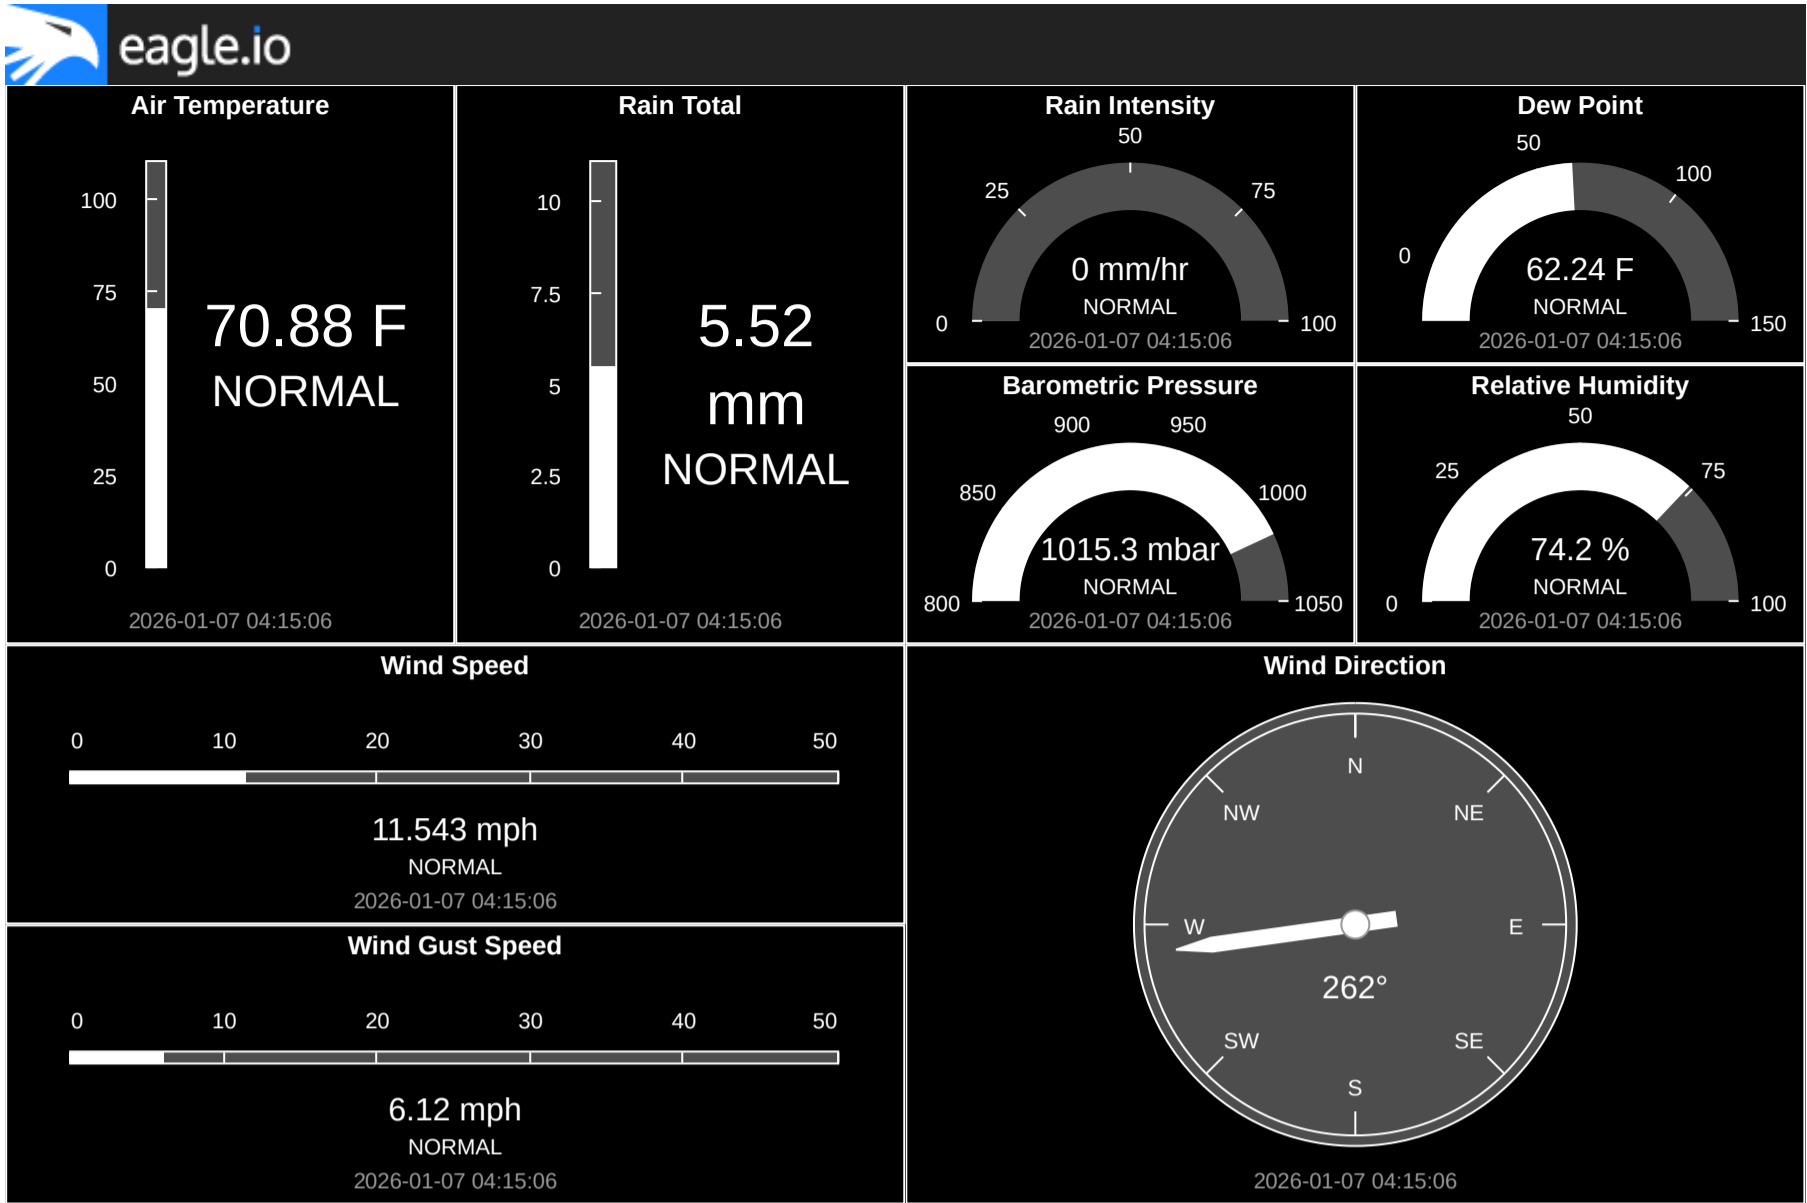 eagle.io
Air Temperature
100
75
50
25
0
70.88 F
NORMAL
2026-01-07 04:15:06
Rain Total
10
7.5
5
2.5
0
5.52
mm
NORMAL
2026-01-07 04:15:06
Rain Intensity
50
25
75
0
100
0 mm/hr
NORMAL
2026-01-07 04:15:06
Dew Point
50
100
0
150
62.24 F
NORMAL
2026-01-07 04:15:06
Barometric Pressure
900
950
850
1000
800
1050
1015.3 mbar
NORMAL
2026-01-07 04:15:06
Relative Humidity
50
25
75
0
100
74.2 %
NORMAL
2026-01-07 04:15:06
Wind Speed
0 10 20 30 40 50
11.543 mph
NORMAL
2026-01-07 04:15:06
Wind Gust Speed
0 10 20 30 40 50
6.12 mph
NORMAL
2026-01-07 04:15:06
Wind Direction
N
NW
NE
W
E
262°
SW
SE
S
2026-01-07 04:15:06